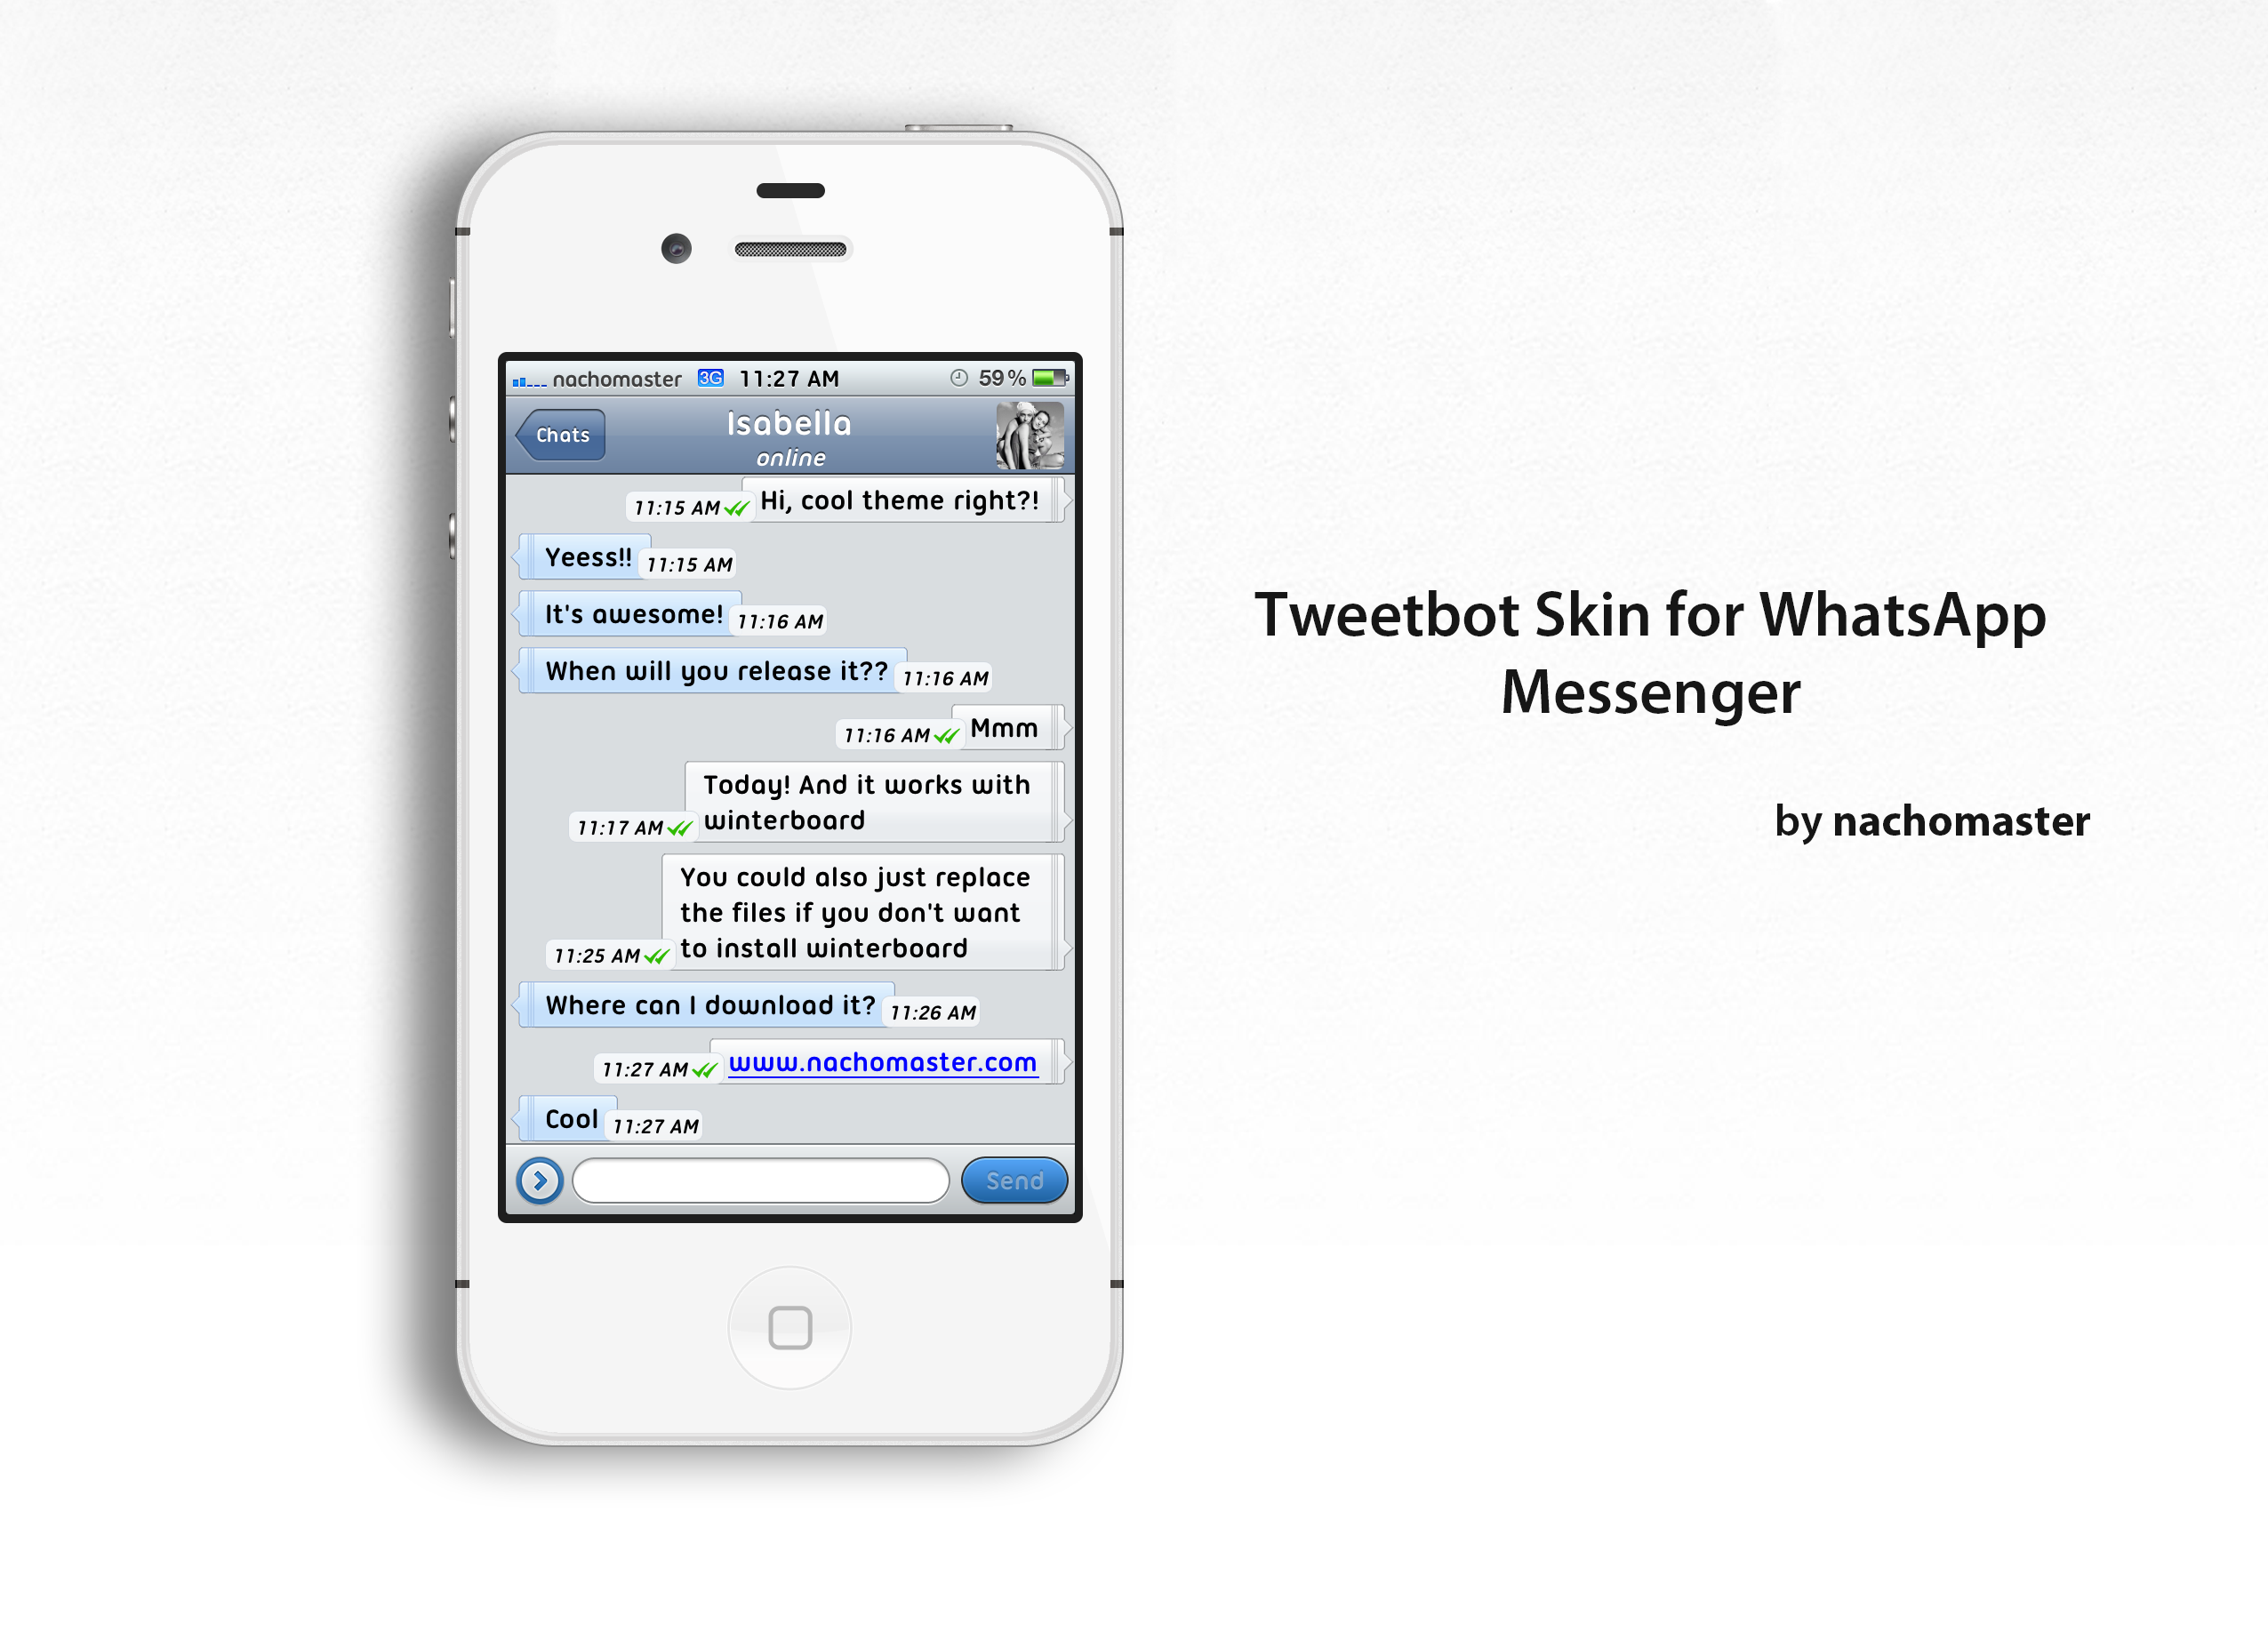 nachomaster 3G 11:27 AM 59%
Chats
Isabella
online
11:15 AM Hi, cool theme right?!
Yeess!! 11:15 AM
It's awesome! 11:16 AM
When will you release it?? 11:16 AM
11:16 AM Mmm
Today! And it works with
11:17 AM winterboard
You could also just replace
the files if you don't want
11:25 AM to install winterboard
Where can I download it? 11:26 AM
11:27 AM www.nachomaster.com
Cool 11:27 AM
Send
Tweetbot Skin for WhatsApp
Messenger
by nachomaster